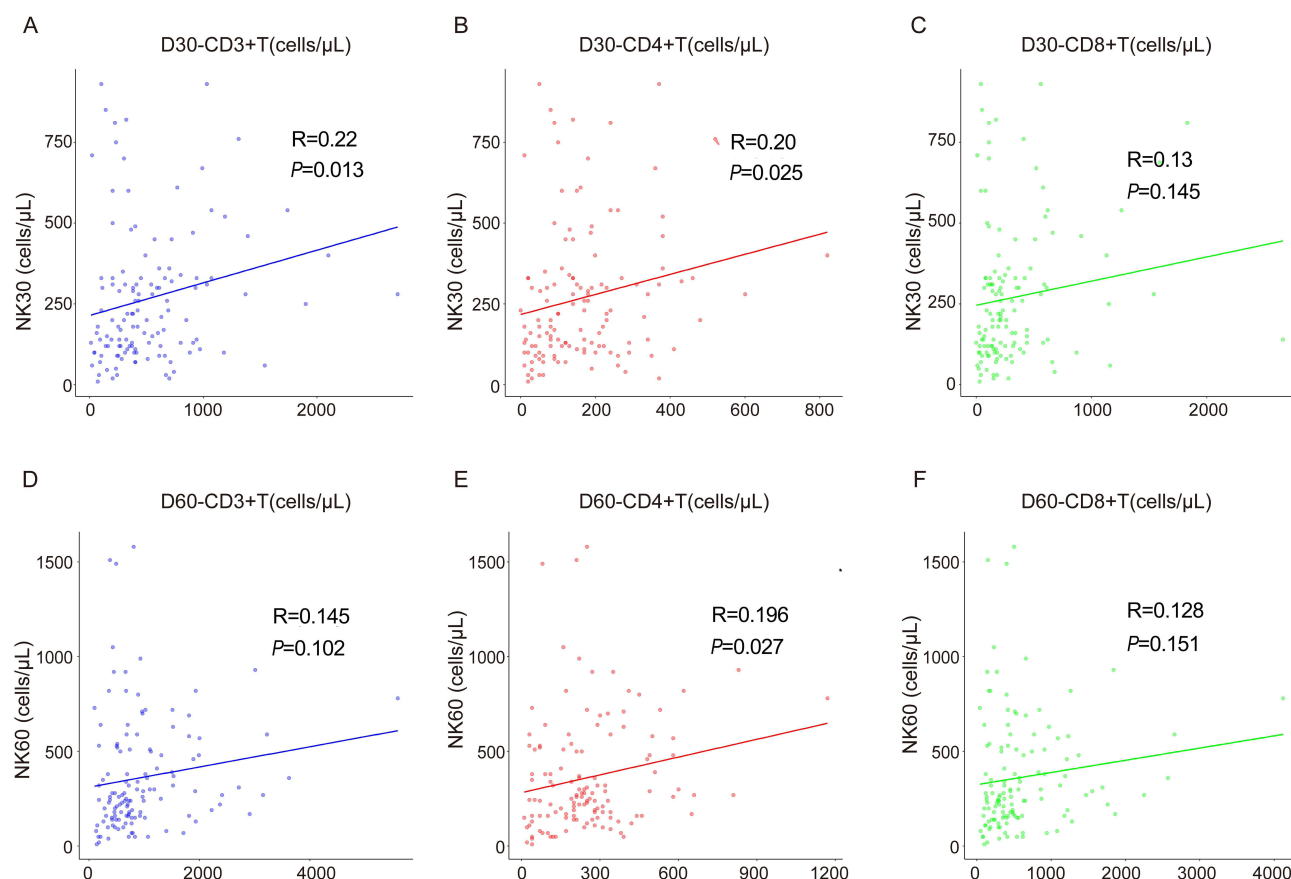 A
D30-CD3+T(cells/μL)
NK30 (cells/μL)
750
500
250
0
R=0.22
P=0.013
0
1000
2000
B
D30-CD4+T(cells/μL)
NK30 (cells/μL)
750
500
250
0
R=0.20
P=0.025
0
200
400
600
800
C
D30-CD8+T(cells/μL)
NK30 (cells/μL)
750
500
250
0
R=0.13
P=0.145
0
1000
2000
D
D60-CD3+T(cells/μL)
NK60 (cells/μL)
1500
1000
500
0
R=0.145
P=0.102
0
2000
4000
E
D60-CD4+T(cells/μL)
NK60 (cells/μL)
1500
1000
500
0
R=0.196
P=0.027
0
300
600
900
1200
F
D60-CD8+T(cells/μL)
NK60 (cells/μL)
1500
1000
500
0
R=0.128
P=0.151
0
1000
2000
3000
4000